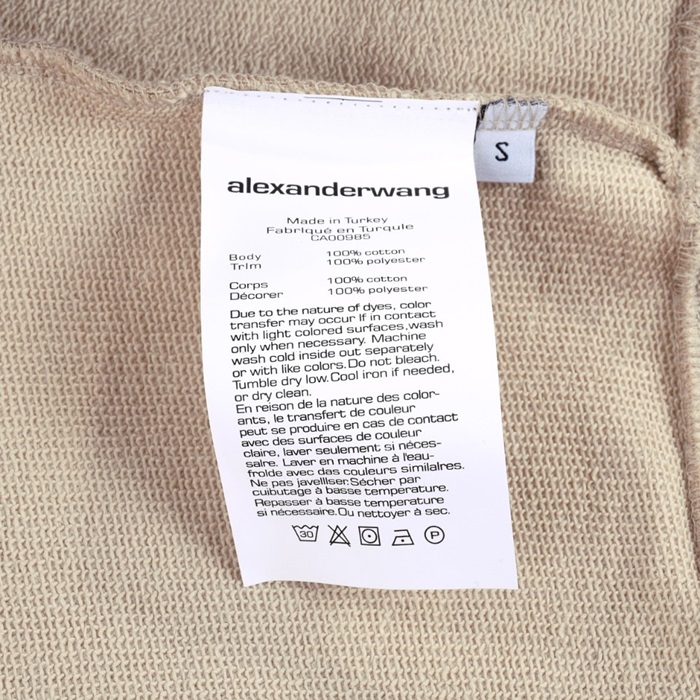 alexanderwang
S
Made in Turkey
Fabriqué en Turquie
CA00985
Body 100% cotton
Trim 100% polyester
Corps 100% cotton
Décorer 100% polyester
Due to the nature of dyes, color
transfer may occur if in contact
with light colored surfaces,wash
only when necessary. Machine
wash cold inside out separately
or with like colors.Do not bleach.
Tumble dry low.Cool iron if needed,
or dry clean.
En reison de la nature des color-
ants, le transfert de couleur
peut se produire en cas de contact
avec des surfaces de couleur
claire, laver seulement si néces-
saire. Laver en machine à l'eau-
froide avec das couleurs similaires.
Ne pas javelliser.Sécher par
cuibutage à basse temperature.
Repasser à basse temperature
si nécessaire.Ou nettoyer à sec.
30 P